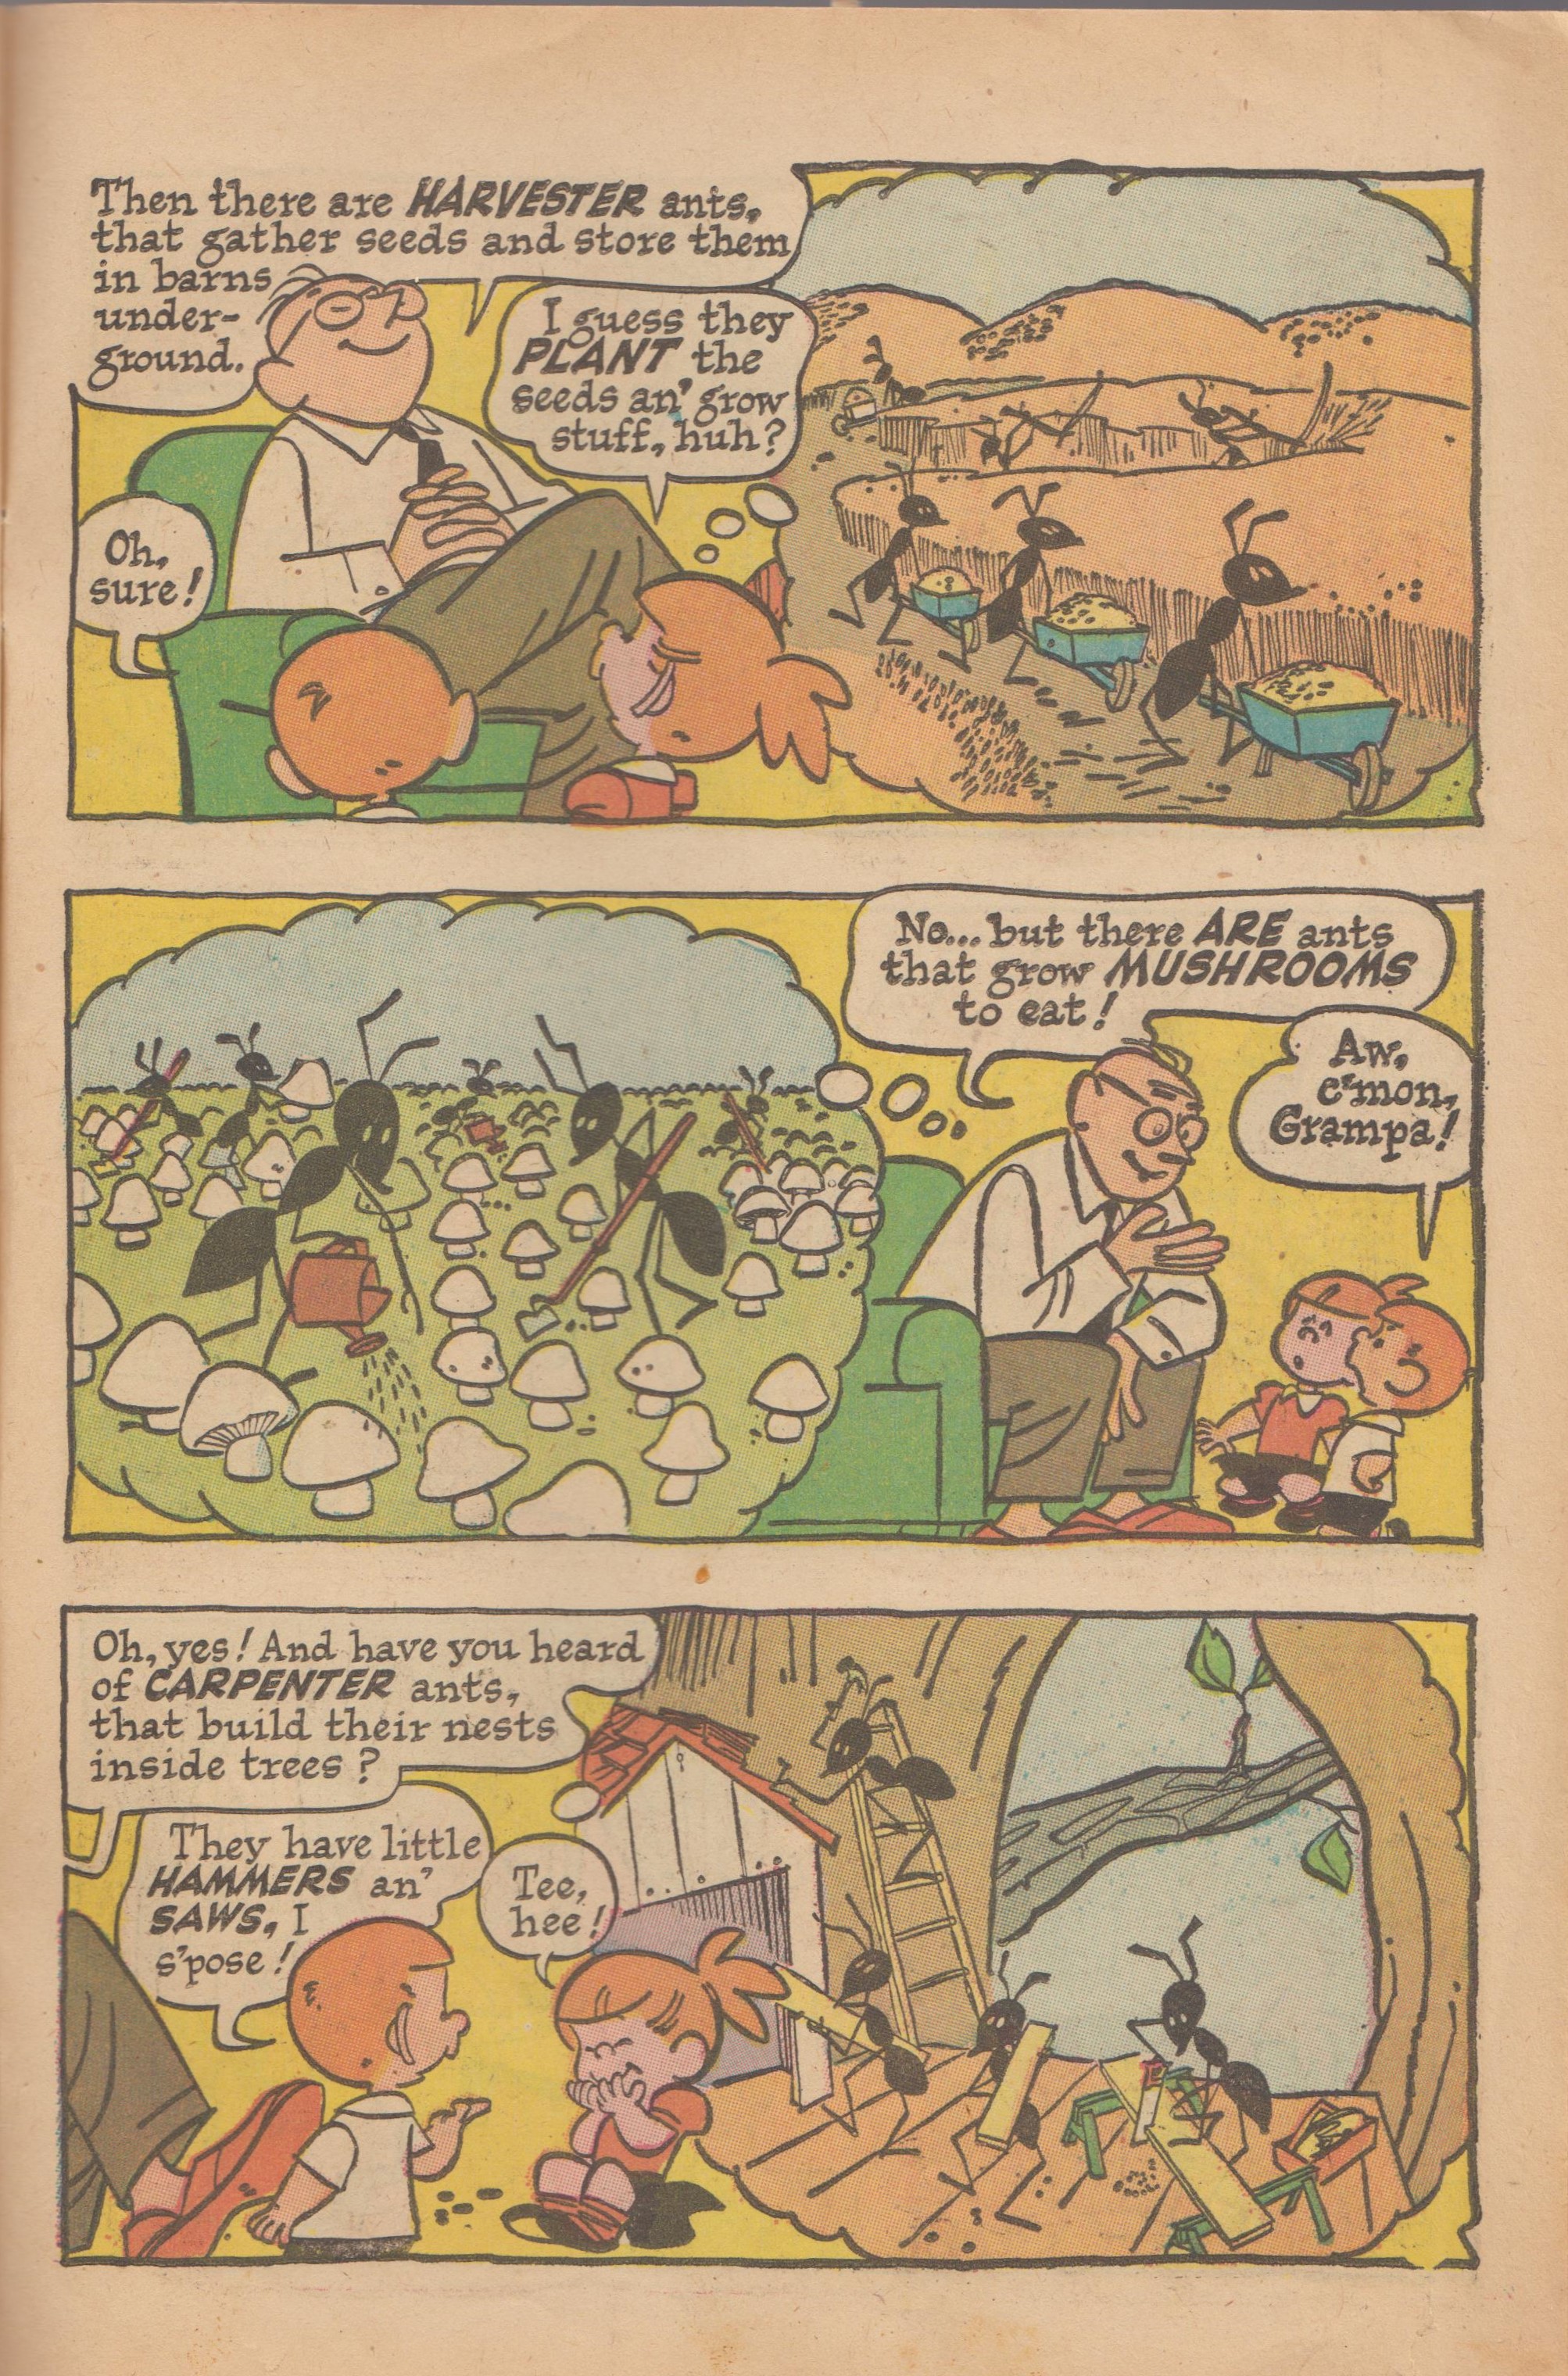 Then there are HARVESTER ants,
that gather seeds and store them
in barns
under-
ground.
I guess they
PLANT the
seeds an' grow
stuff, huh?
Oh,
sure!
No... but there ARE ants
that grow MUSHROOMS
to eat!
Aw,
c'mon,
Grampa!
Oh, yes! And have you heard
of CARPENTER ants,
that build their nests
inside trees?
They have little
HAMMERS an'
SAWS, I
s'pose!
Tee,
hee!